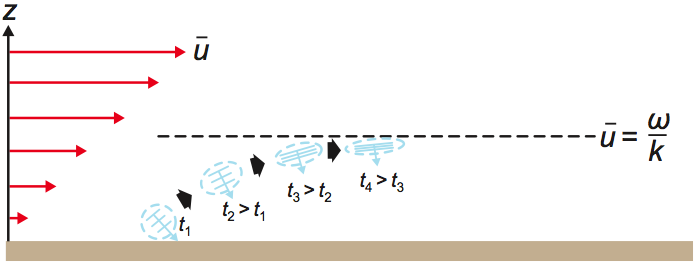 z
ū
ū = ω/k
t₁
t₂ > t₁
t₃ > t₂
t₄ > t₃